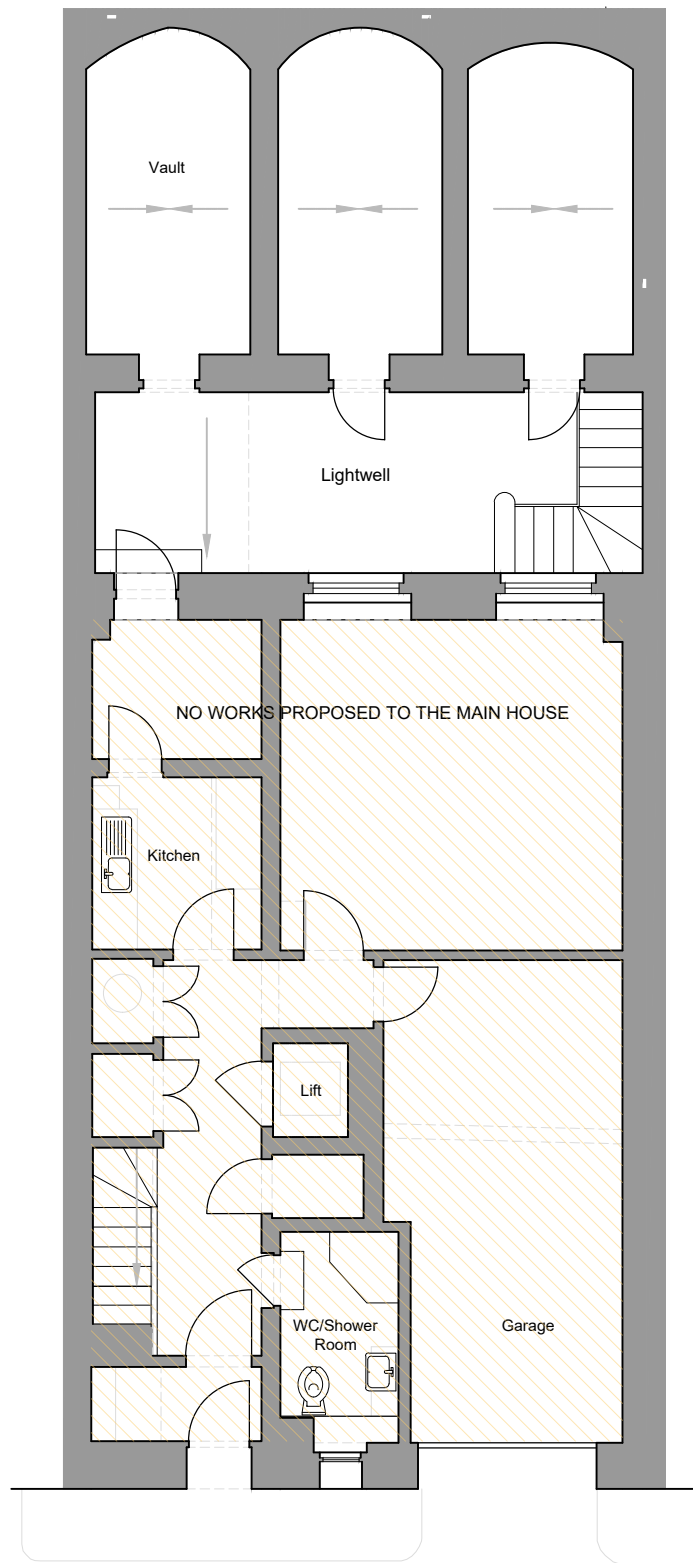 Vault
Lightwell
NO WORKS PROPOSED TO THE MAIN HOUSE
Kitchen
Lift
WC/Shower
Room
Garage